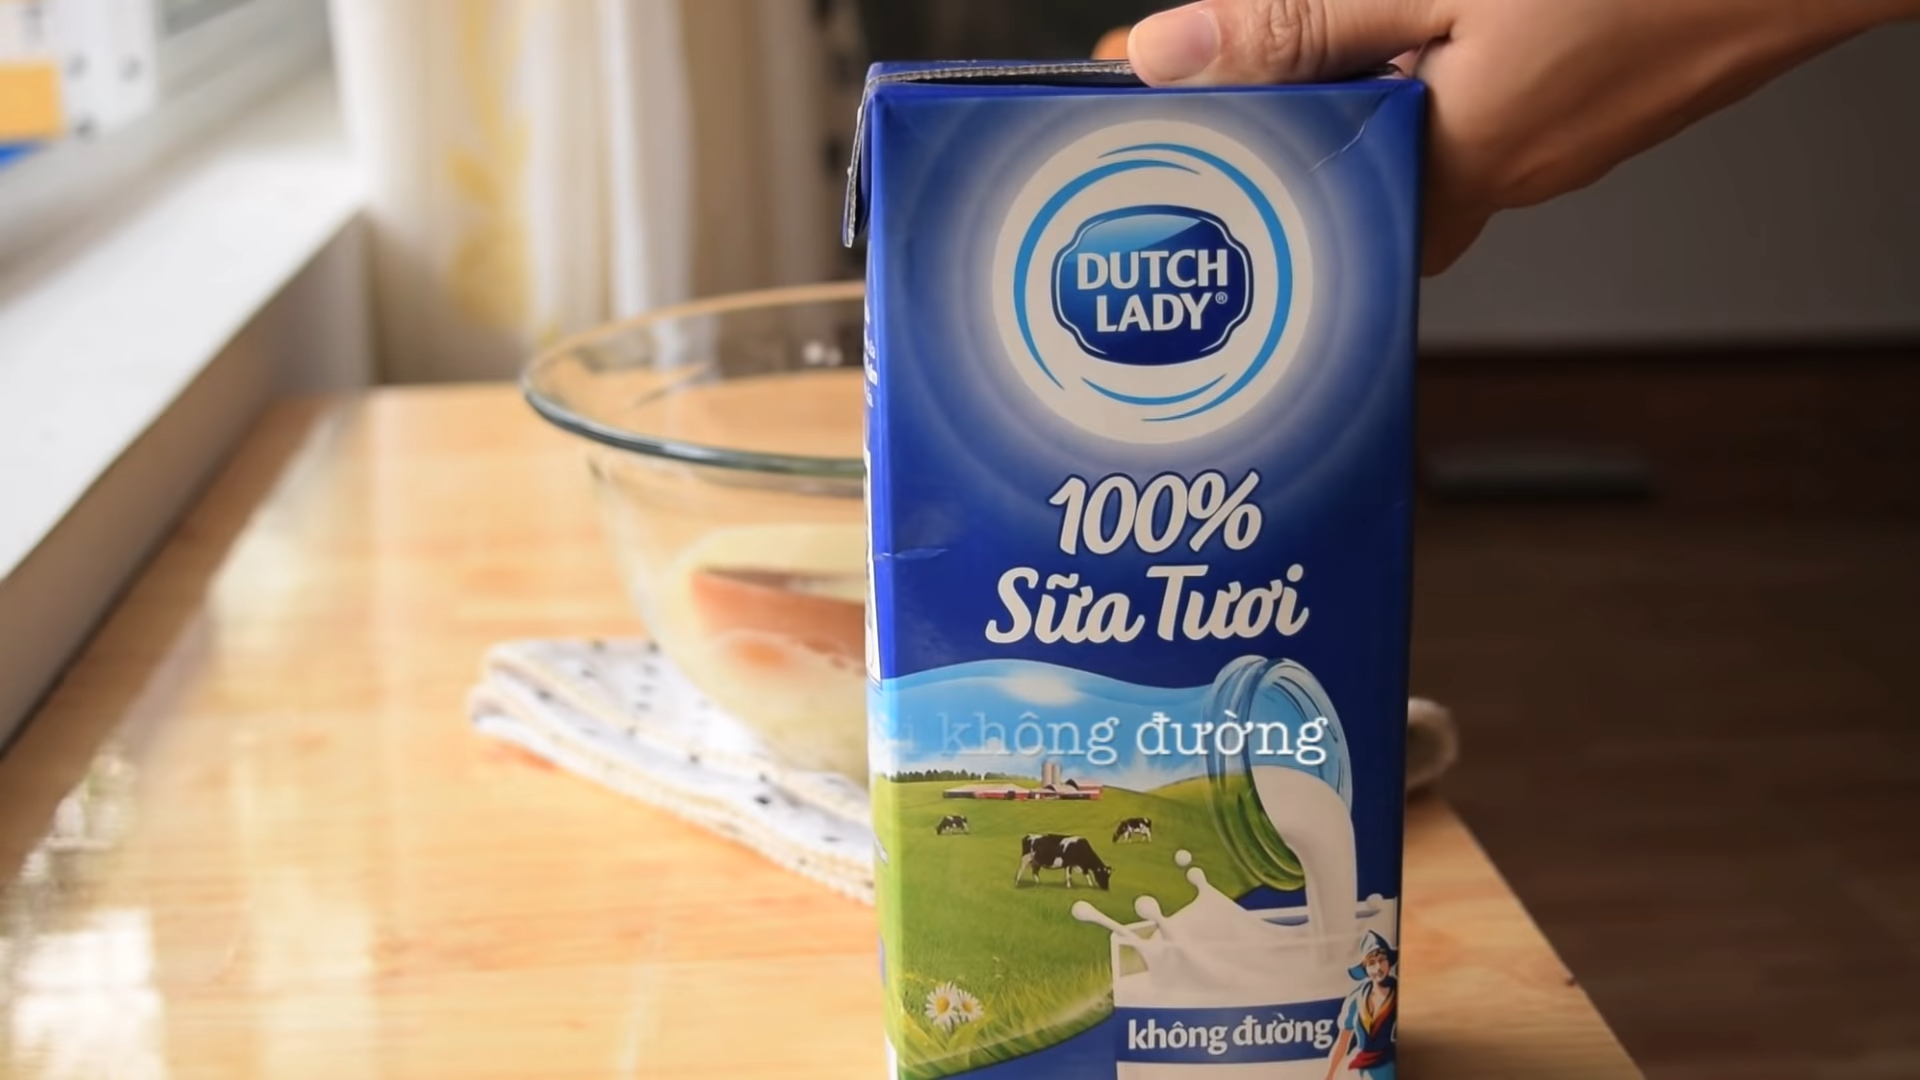 DUTCH
LADY®
100%
Sữa Tươi
không đường
không đường